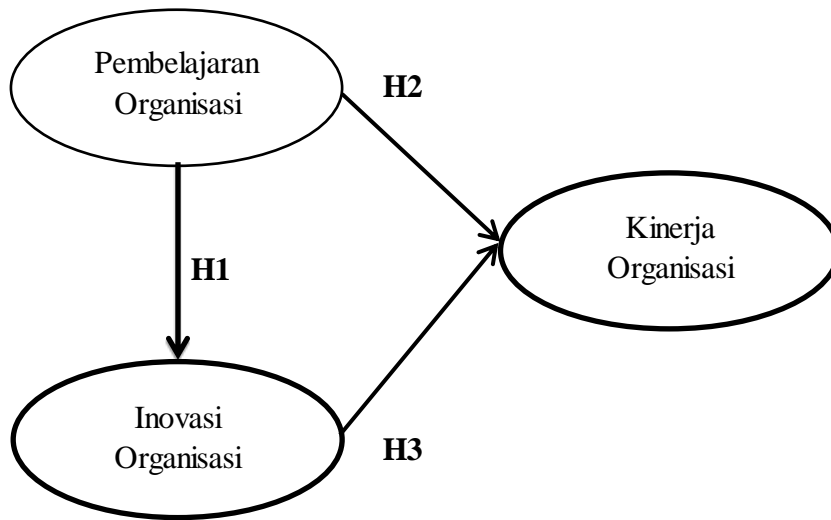 Pembelajaran
Organisasi
H2
Kinerja
Organisasi
H1
Inovasi
Organisasi
H3